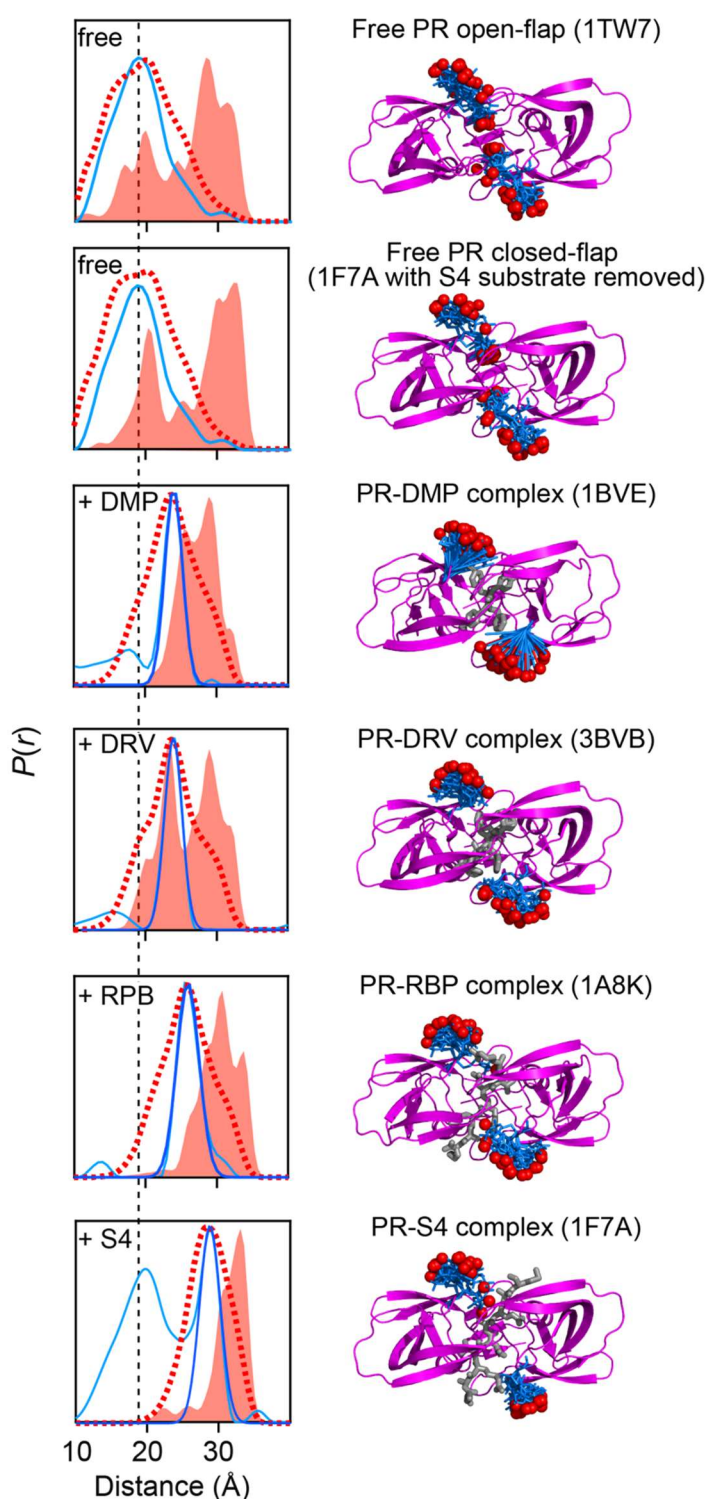 free
Free PR open-flap (1TW7)
free
Free PR closed-flap
(1F7A with S4 substrate removed)
+ DMP
PR-DMP complex (1BVE)
P(r)
+ DRV
PR-DRV complex (3BVB)
+ RPB
PR-RBP complex (1A8K)
+ S4
PR-S4 complex (1F7A)
10 20 30
Distance (Å)